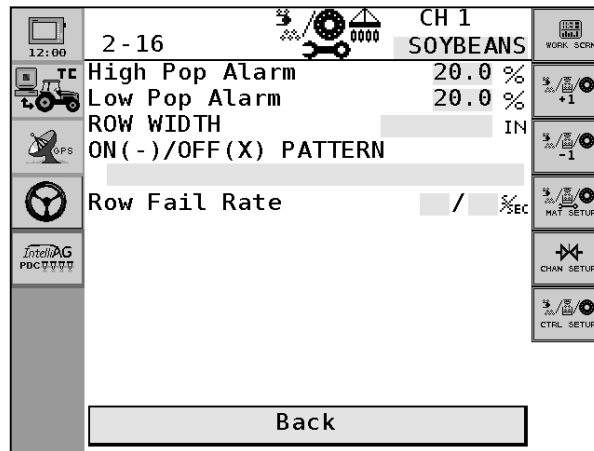 12:00
2-16
0000
CH 1
SOYBEANS
WORK SCRN
TC
High Pop Alarm 20.0 %
Low Pop Alarm 20.0 %
ROW WIDTH IN
ON(-)/OFF(X) PATTERN
Row Fail Rate / S/SEC
+1
GPS
-1
MAT SETUP
IntelliAG
PDC
CHAN SETUP
CTRL SETUP
Back